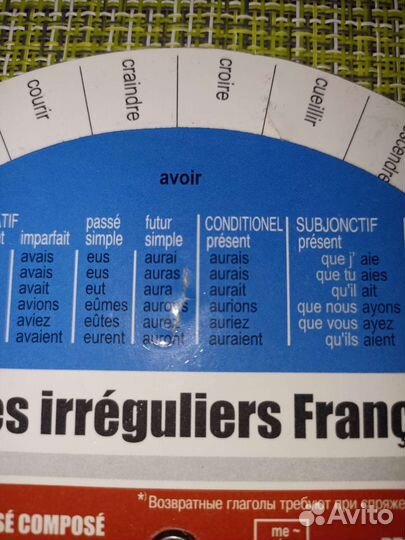 courir
craindre
croire
cueillir
scendre
avoir
ATIF passé futur CONDITIONEL SUBJONCTIF
t imparfait simple simple présent présent
avais eus aurai aurais que j' aie
avais eus auras aurais que tu aies
avait eut aura aurait qu'il ait
avions eûmes aurons aurions que nous ayons
aviez eûtes aurez auriez que vous ayez
avaient eurent auront auraient qu'ils aient
es irréguliers Franç
*) Возвратные глаголы требуют при спряже
SÉ COMPOSÉ
me ~
Avito